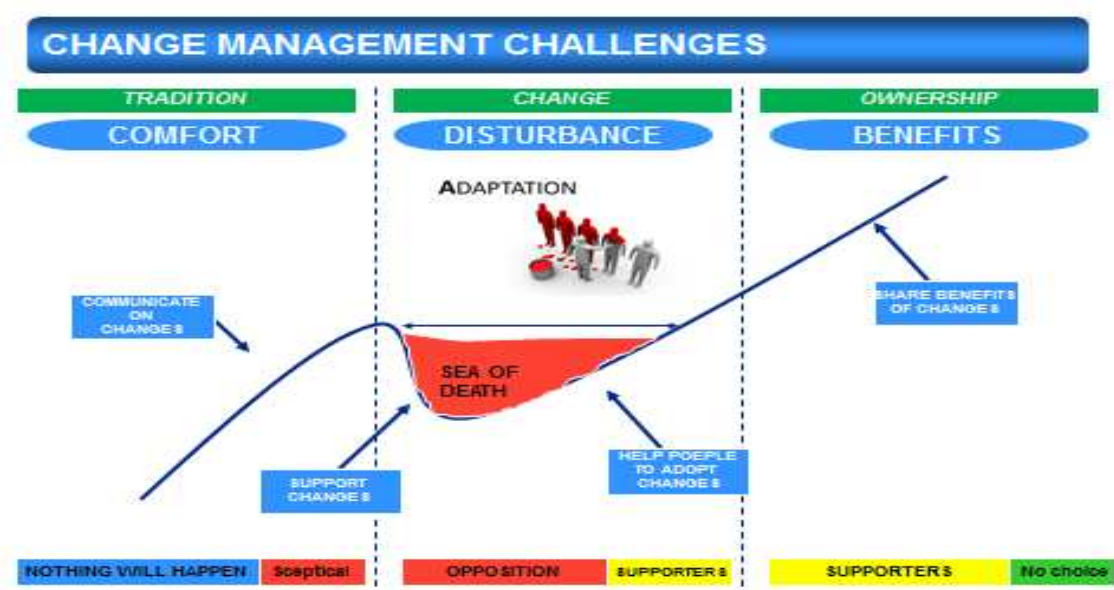 CHANGE MANAGEMENT CHALLENGES
TRADITION
CHANGE
OWNERSHIP
COMFORT
DISTURBANCE
BENEFITS
ADAPTATION
COMMUNICATE
ON
CHANGES
SHARE BENEFITS
OF CHANGES
SEA OF
DEATH
SUPPORT
CHANGES
HELP POEPLE
TO ADOPT
CHANGES
NOTHING WILL HAPPEN
Sceptical
OPPOSITION
SUPPORTERS
SUPPORTERS
No choice